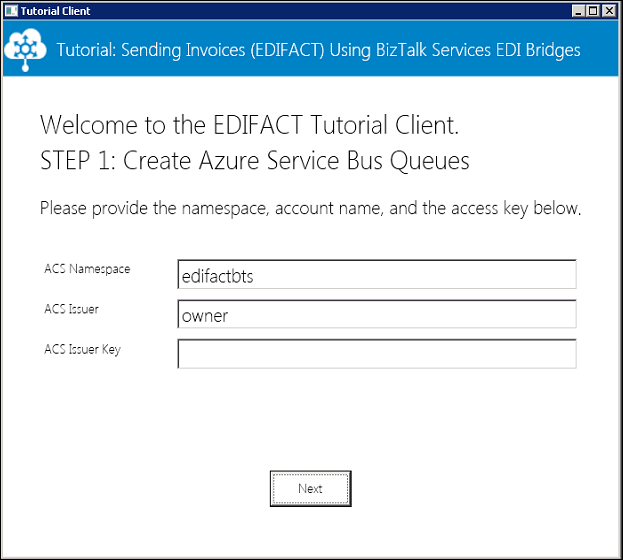 Tutorial Client
Tutorial: Sending Invoices (EDIFACT) Using BizTalk Services EDI Bridges
Welcome to the EDIFACT Tutorial Client.
STEP 1: Create Azure Service Bus Queues
Please provide the namespace, account name, and the access key below.
ACS Namespace
edifactbts
ACS Issuer
owner
ACS Issuer Key
Next